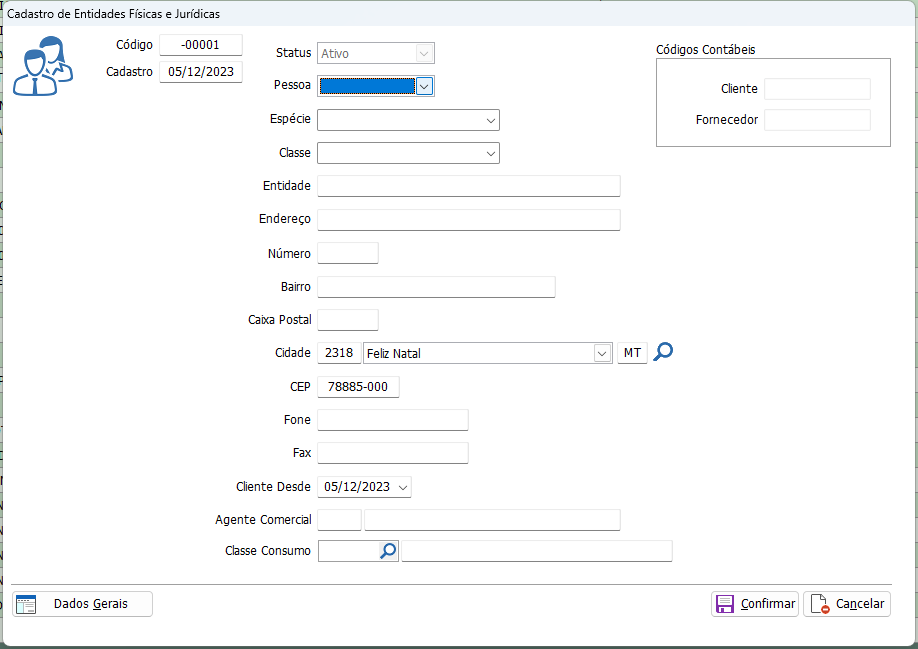 Cadastro de Entidades Físicas e Jurídicas
Código -00001
Cadastro 05/12/2023
Status Ativo
Pessoa
Espécie
Classe
Entidade
Endereço
Número
Bairro
Caixa Postal
Cidade 2318 Feliz Natal MT
CEP 78885-000
Fone
Fax
Cliente Desde 05/12/2023
Agente Comercial
Classe Consumo
Códigos Contábeis
Cliente
Fornecedor
Dados Gerais
Confirmar
Cancelar